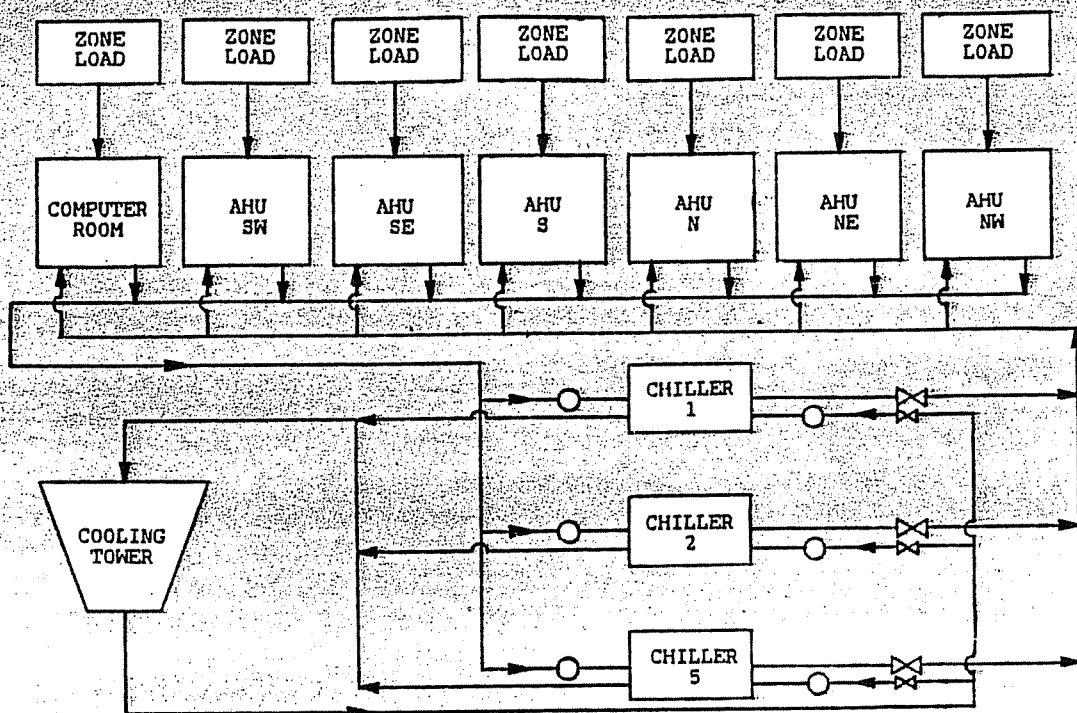 ZONE
LOAD
ZONE
LOAD
ZONE
LOAD
ZONE
LOAD
ZONE
LOAD
ZONE
LOAD
ZONE
LOAD
COMPUTER
ROOM
AHU
SW
AHU
SE
AHU
S
AHU
N
AHU
NE
AHU
NW
CHILLER
1
COOLING
TOWER
CHILLER
2
CHILLER
5